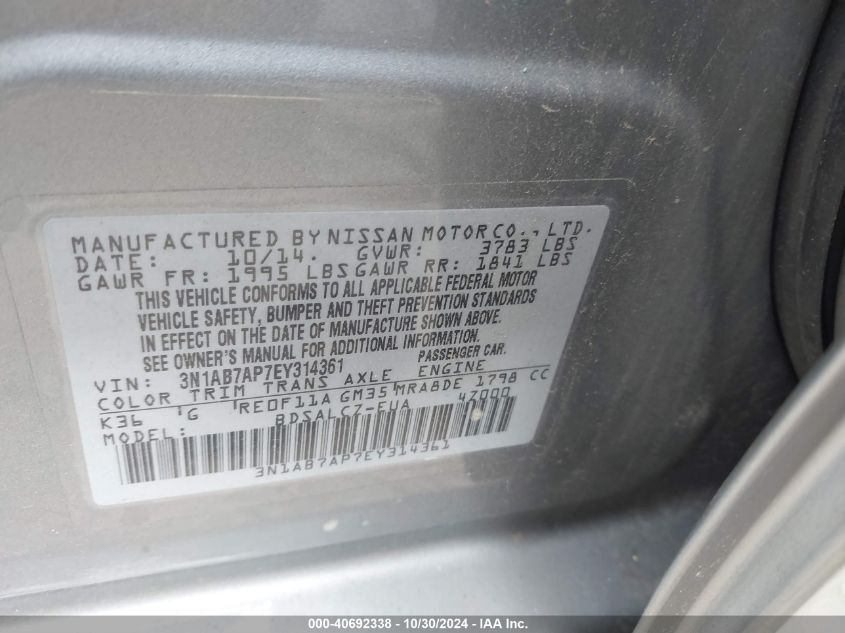 MANUFACTURED BY NISSAN MOTOR CO., LTD.
DATE: 10/14. GVWR: 3783 LBS
GAWR FR: 1995 LBS GAWR RR: 1841 LBS
THIS VEHICLE CONFORMS TO ALL APPLICABLE FEDERAL MOTOR
VEHICLE SAFETY, BUMPER AND THEFT PREVENTION STANDARDS
IN EFFECT ON THE DATE OF MANUFACTURE SHOWN ABOVE.
SEE OWNER'S MANUAL FOR ADDITIONAL INFORMATION.
VIN: 3N1AB7AP7EY314361 PASSENGER CAR.
COLOR TRIM TRANS AXLE ENGINE
K36 G RE0F11A GM35 MRA8DE 1798 CC
MODEL: BDSALCZ-EUA 47000
3N1AB7AP7EY314361
000-40692338 - 10/30/2024 - IAA Inc.